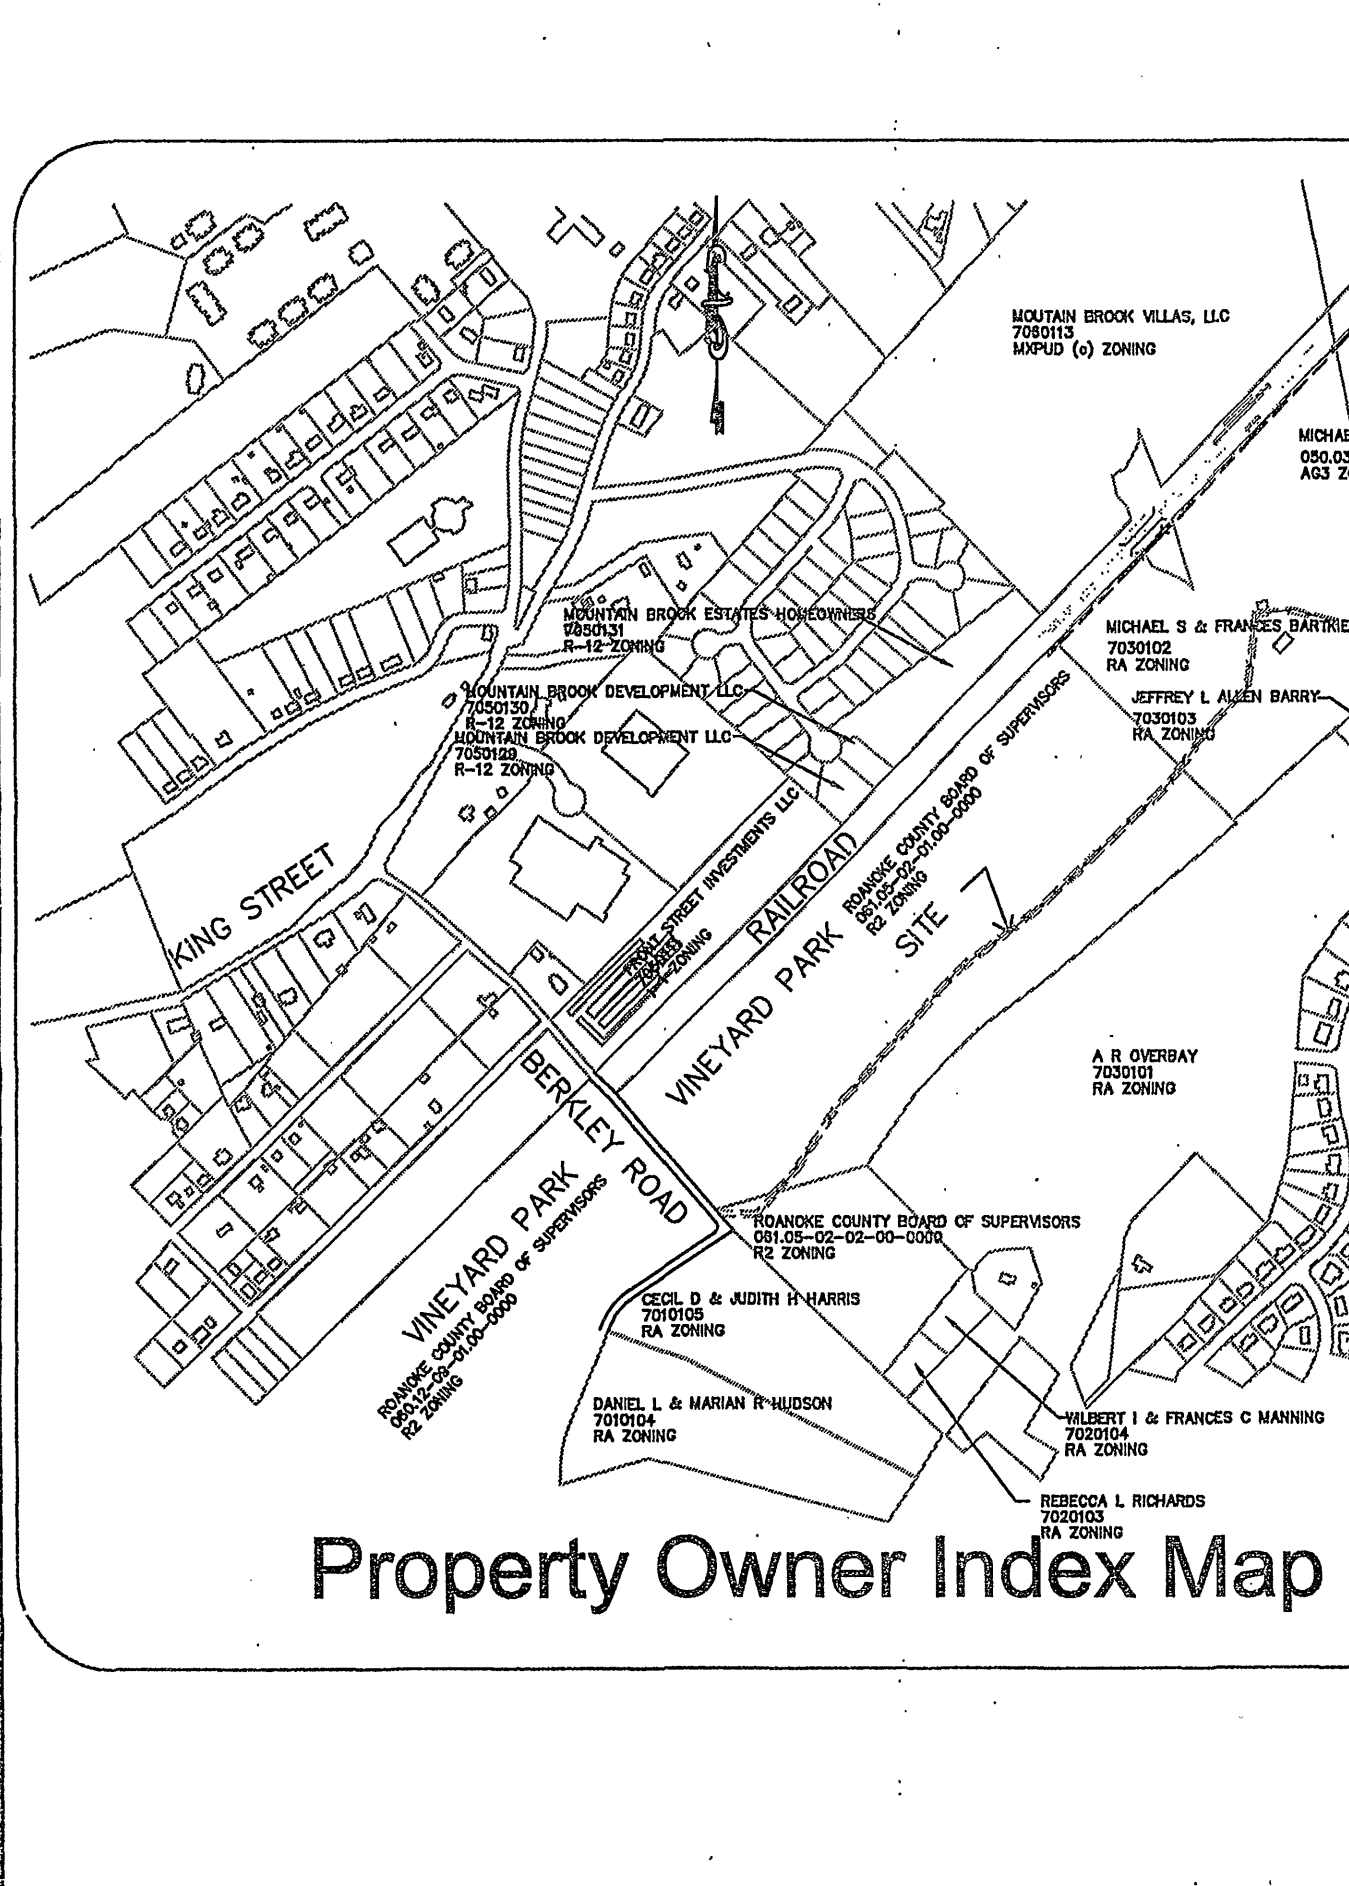 MOUTAIN BROOK VILLAS, LLC
7060113
MXPUD (c) ZONING
MICHAE
050.03
AG3 Z
MOUNTAIN BROOK ESTATES HOMEOWNERS
7050131
R-12 ZONING
MICHAEL S & FRANCES BARTKIE
7030102
RA ZONING
MOUNTAIN BROOK DEVELOPMENT LLC
7050130
R-12 ZONING
JEFFREY L ALLEN BARRY
7030103
RA ZONING
MOUNTAIN BROOK DEVELOPMENT LLC
7050129
R-12 ZONING
FRONT STREET INVESTMENTS LLC
ZONING
RAILROAD
VINEYARD PARK
ROANOKE COUNTY BOARD OF SUPERVISORS
061.05-02-01.00-0000
R2 ZONING
SITE
KING STREET
BERKLEY ROAD
A R OVERBAY
7030101
RA ZONING
VINEYARD PARK
ROANOKE COUNTY BOARD OF SUPERVISORS
060.12-09-01.00-0000
R2 ZONING
ROANOKE COUNTY BOARD OF SUPERVISORS
061.05-02-02-00-0000
R2 ZONING
CECIL D & JUDITH H HARRIS
7010105
RA ZONING
DANIEL L & MARIAN R HUDSON
7010104
RA ZONING
WILBERT I & FRANCES C MANNING
7020104
RA ZONING
REBECCA L RICHARDS
7020103
RA ZONING
Property Owner Index Map